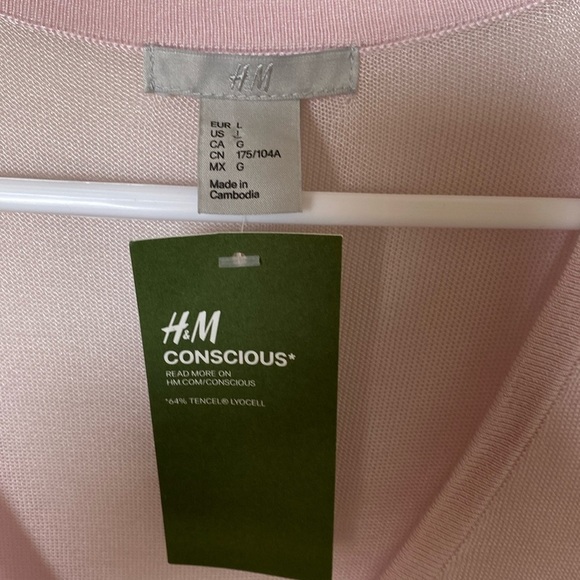 H&M
EUR L
US L
CA G
CN 175/104A
MX G
Made in
Cambodia
H&M
CONSCIOUS*
READ MORE ON
HM.COM/CONSCIOUS
*64% TENCEL® LYOCELL